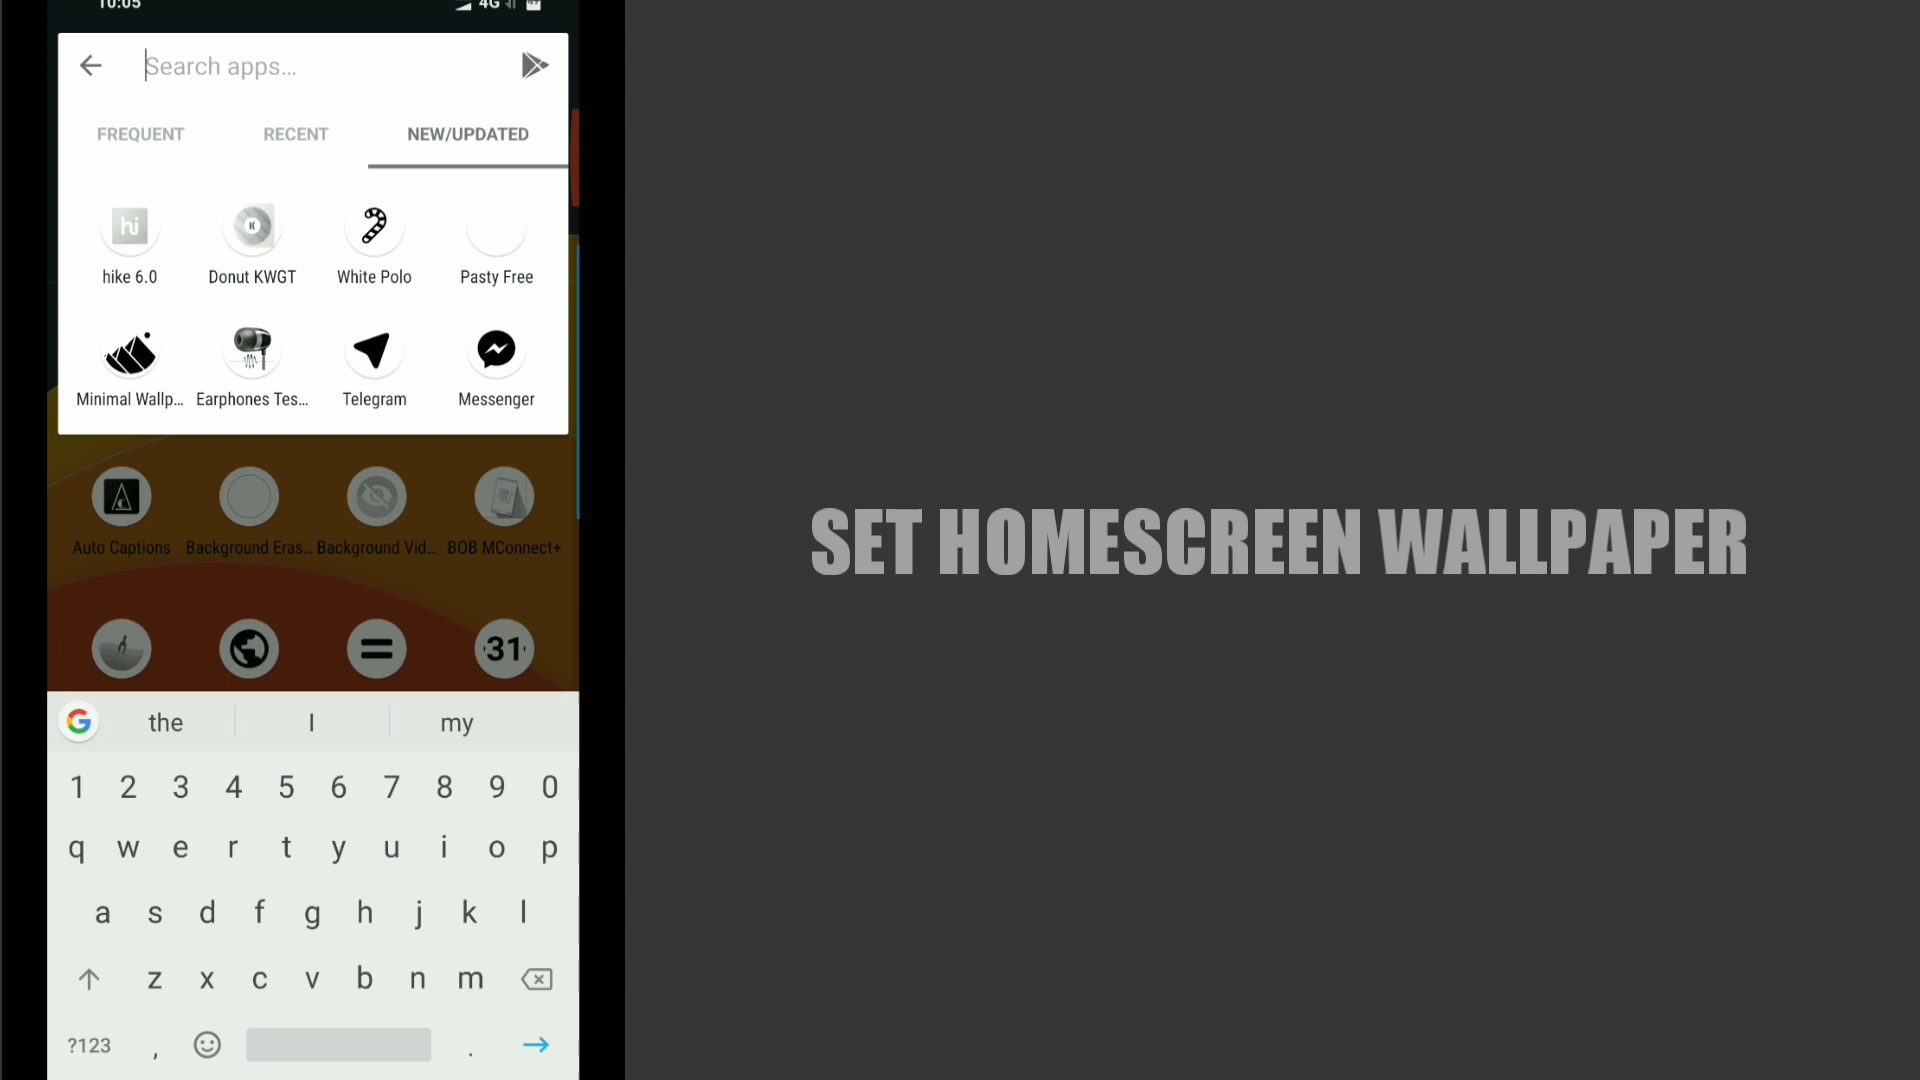 10:05 4G
Search apps...
FREQUENT RECENT NEW/UPDATED
hi
K
hike 6.0 Donut KWGT White Polo Pasty Free
Minimal Wallp... Earphones Tes... Telegram Messenger
Auto Captions Background Eras... Background Vid... BOB MConnect+
31
SET HOMESCREEN WALLPAPER
G the I my
1 2 3 4 5 6 7 8 9 0
q w e r t y u i o p
a s d f g h j k l
z x c v b n m
?123 , .